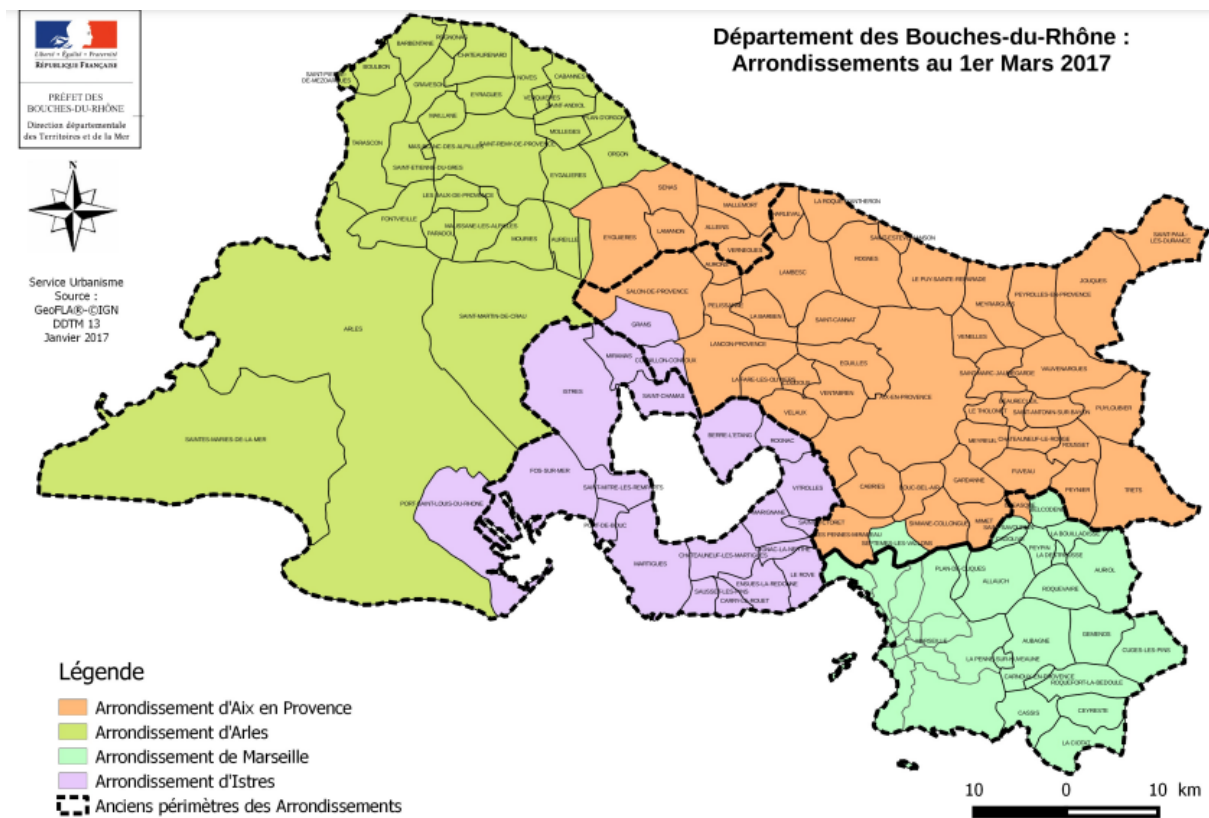 Liberté • Égalité • Fraternité
RÉPUBLIQUE FRANÇAISE
PRÉFET DES
BOUCHES-DU-RHÔNE
Direction départementale
des Territoires et de la Mer
Département des Bouches-du-Rhône :
Arrondissements au 1er Mars 2017
N
Service Urbanisme
Source :
GeoFLA®-©IGN
DDTM 13
Janvier 2017
BARBENTANE
ROGNONAS
CHATEAURENARD
BOULBON
SAINT-PIERRE
DE-MEZOARGUES
GRAVESON
NOVES
CABANNES
EYRAGUES
VERQUIERES
SAINT-ANDIOL
MAILLANE
PLAN-D'ORGON
MOLLEGES
TARASCON
MAS-BLANC-DES-ALPILLES
SAINT-REMY-DE-PROVENCE
ORGON
SAINT-ETIENNE-DU-GRES
EYGALIERES
LES BAUX-DE-PROVENCE
FONTVIEILLE
MAUSSANE-LES-ALPILLES
PARADOU
MOURIES
AUREILLE
SENAS
MALLEMORT
LAMANON
ALLEINS
EYGUIERES
VERNEGUES
CHARLEVAL
SAINT-PAUL-
LES-DURANCE
ROGNES
LE PUY-SAINTE-REPARADE
JOUQUES
PEYROLLES-EN-PROVENCE
MEYRARGUES
AURONS
LAMBESC
SALON-DE-PROVENCE
PELISSANNE
LA BARBEN
SAINT-CANNAT
ARLES
SAINT-MARTIN-DE-CRAU
GRANS
MIRAMAS
CORNILLON-CONFOUX
LANCON-PROVENCE
VENELLES
EGUILLES
SAINT-MARC-JAUMEGARDE
VAUVENARGUES
ISTRES
SAINT-CHAMAS
LA FARE-LES-OLIVIERS
COUDOUX
VENTABREN
AIX-EN-PROVENCE
VELAUX
BEAURECUEIL
LE THOLONET
SAINT-ANTONIN-SUR BAYON
PUYLOUBIER
SAINTES-MARIES-DE-LA-MER
BERRE-L'ETANG
ROGNAC
MEYREUIL
CHATEAUNEUF-LE-ROUGE
ROUSSET
FOS-SUR-MER
FUVEAU
PORT-SAINT-LOUIS-DU-RHONE
SAINT-MITRE-LES-REMPARTS
VITROLLES
CABRIES
BOUC-BEL-AIR
GARDANNE
PEYNIER
TRETS
PORT-DE-BOUC
MARIGNANE
SIMIANE-COLLONGUE
MIMET
LES PENNES-MIRABEAU
SEPTEMES-LES VALLONS
LA BOUILLADISSE
PEYPIN
LA DESTROUSSE
MARTIGUES
CHATEAUNEUF-LES-MARTIGUES
LE ROVE
ENSUES-LA REDONNE
SAUSSET-LES-PINS
CARRY-LE-ROUET
PLAN-DE-CUQUES
ALLAUCH
AURIOL
ROQUEVAIRE
MARSEILLE
AUBAGNE
GEMENOS
CUGES-LES-PINS
LA PENNE-SUR-HUVEAUNE
CARNOUX-EN-PROVENCE
ROQUEFORT-LA-BEDOULE
CASSIS
CEYRESTE
LA CIOTAT
Légende
Arrondissement d'Aix en Provence
Arrondissement d'Arles
Arrondissement de Marseille
Arrondissement d'Istres
Anciens périmètres des Arrondissements
10 0 10 km